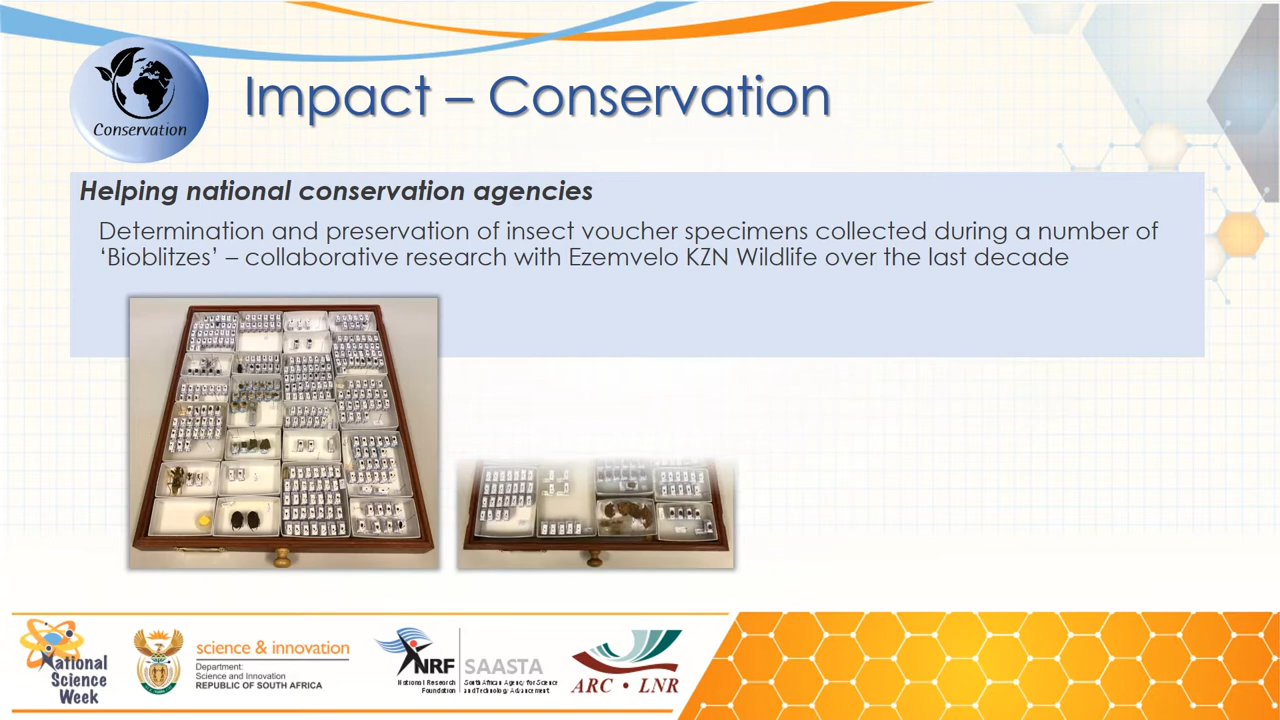 Conservation
Impact – Conservation
Helping national conservation agencies
Determination and preservation of insect voucher specimens collected during a number of
‘Bioblitzes’ – collaborative research with Ezemvelo KZN Wildlife over the last decade
National
Science
Week
science & innovation
Department:
Science and Innovation
REPUBLIC OF SOUTH AFRICA
NRF
National Research
Foundation
SAASTA
South African Agency for Science
and Technology Advancement
ARC • LNR